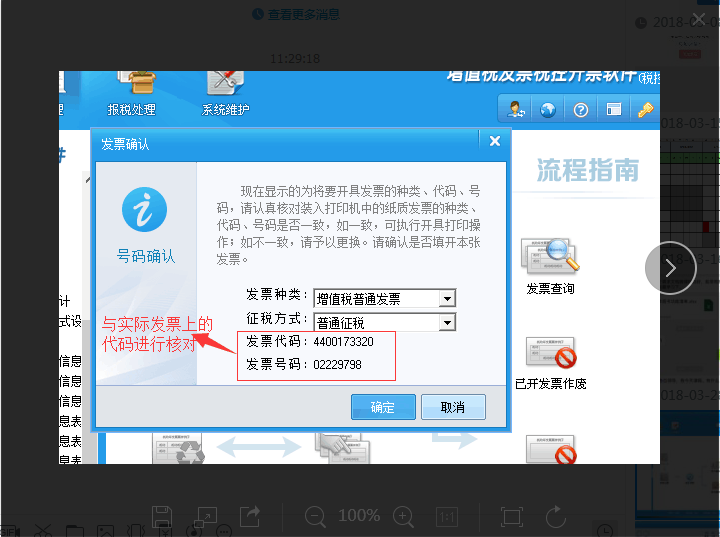 查看更多消息
2018-03-0
11:29:18
增值税发票税控开票软件(税控
理
报税处理
系统维护
发票确认
流程指南
现在显示的为将要开具发票的种类、代码、号
码，请认真核对装入打印机中的纸质发票的种类、
代码、号码是否一致，如一致，可执行开具打印操
作；如不一致，请予以更换。请确认是否填开本张
发票。
号码确认
发票种类：增值税普通发票
征税方式：普通征税
发票代码：4400173320
发票号码：02229798
与实际发票上的
代码进行核对
确定
取消
发票查询
已开发票作废
计
式设
信息
信息
信息
息表
息表
息表
2018-03-1
2018-03-1
2018-03-28
100%
1:1